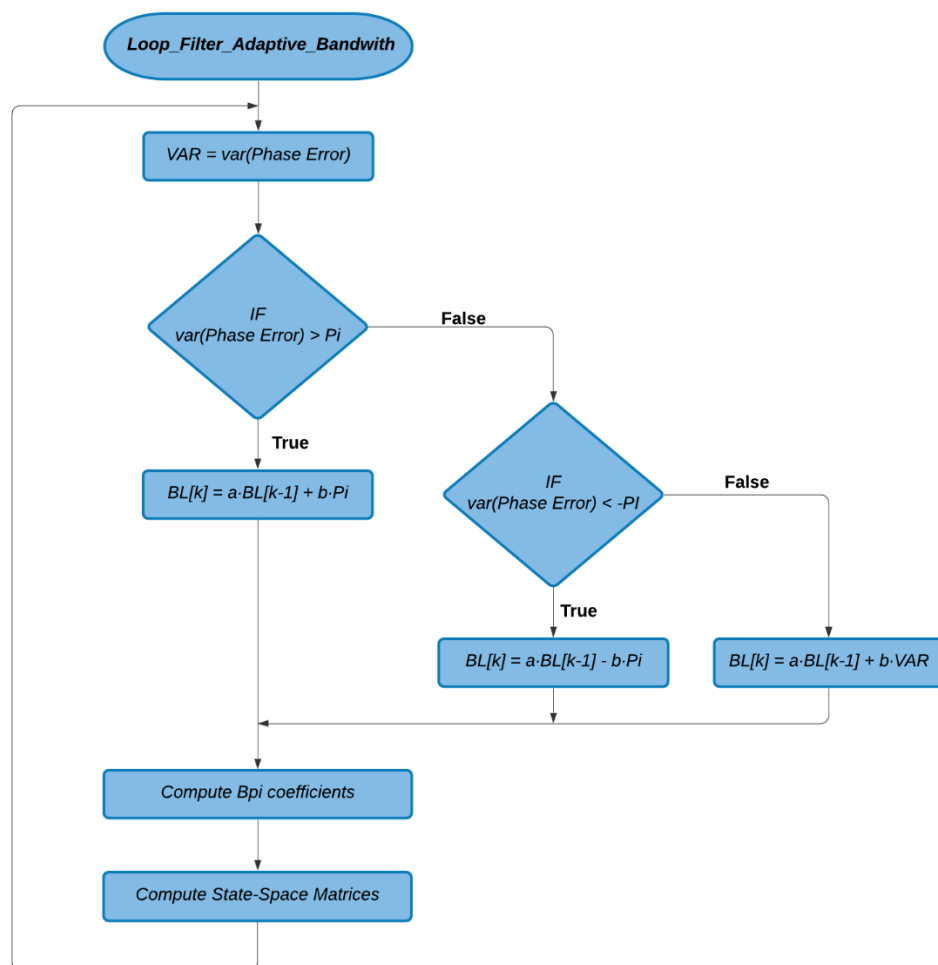 Loop_Filter_Adaptive_Bandwith
VAR = var(Phase Error)
IF
var(Phase Error) > Pi
False
True
BL[k] = a·BL[k-1] + b·Pi
IF
var(Phase Error) < -PI
False
True
BL[k] = a·BL[k-1] - b·Pi
BL[k] = a·BL[k-1] + b·VAR
Compute Bpi coefficients
Compute State-Space Matrices